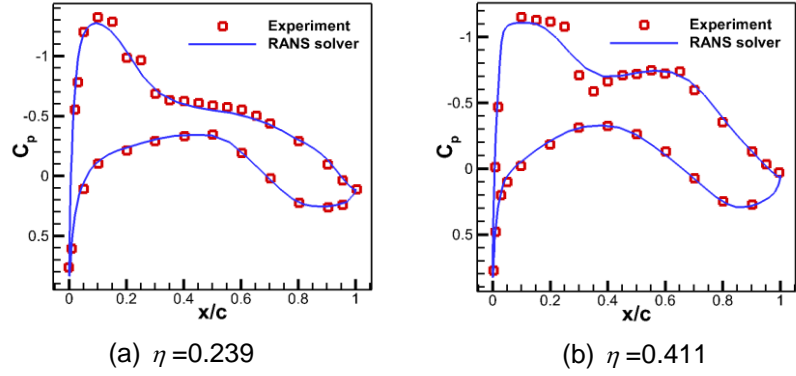 Experiment
RANS solver
-1
-0.5
0
0.5
Cp
0 0.2 0.4 0.6 0.8 1
x/c
(a) η =0.239
Experiment
RANS solver
-1
-0.5
0
0.5
Cp
0 0.2 0.4 0.6 0.8 1
x/c
(b) η =0.411